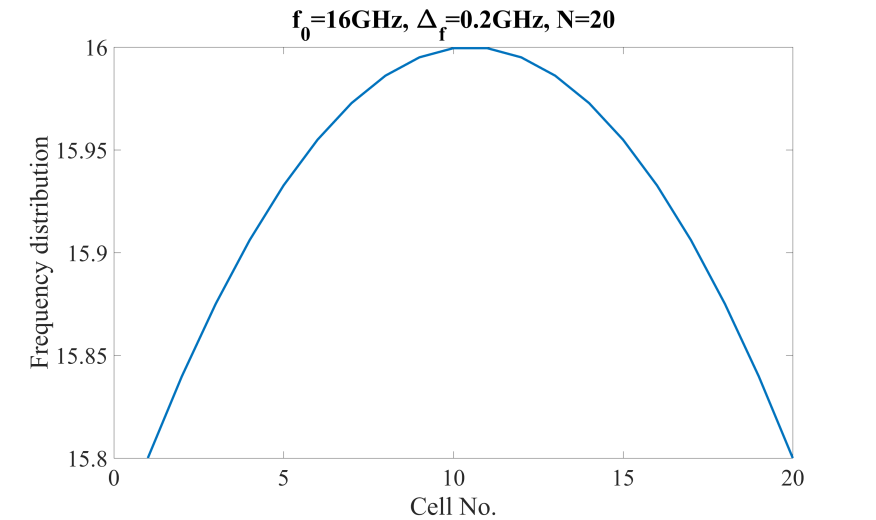 f₀=16GHz, Δf=0.2GHz, N=20
16
15.95
15.9
15.85
15.8
Frequency distribution
0 5 10 15 20
Cell No.